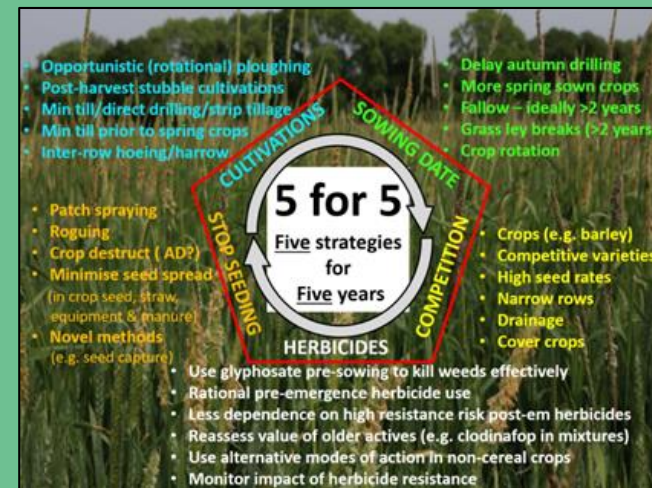 • Opportunistic (rotational) ploughing
• Post-harvest stubble cultivations
• Min till/direct drilling/strip tillage
• Min till prior to spring crops
• Inter-row hoeing/harrow
• Delay autumn drilling
• More spring sown crops
• Fallow – ideally >2 years
• Grass ley breaks (>2 years
• Crop rotation
CULTIVATIONS
SOWING DATE
5 for 5
Five strategies
for
Five years
STOP SEEDING
COMPETITION
HERBICIDES
• Patch spraying
• Roguing
• Crop destruct ( AD?)
• Minimise seed spread
(in crop seed, straw,
equipment & manure)
• Novel methods
(e.g. seed capture)
• Crops (e.g. barley)
• Competitive varieties
• High seed rates
• Narrow rows
• Drainage
• Cover crops
• Use glyphosate pre-sowing to kill weeds effectively
• Rational pre-emergence herbicide use
• Less dependence on high resistance risk post-em herbicides
• Reassess value of older actives (e.g. clodinafop in mixtures)
• Use alternative modes of action in non-cereal crops
• Monitor impact of herbicide resistance